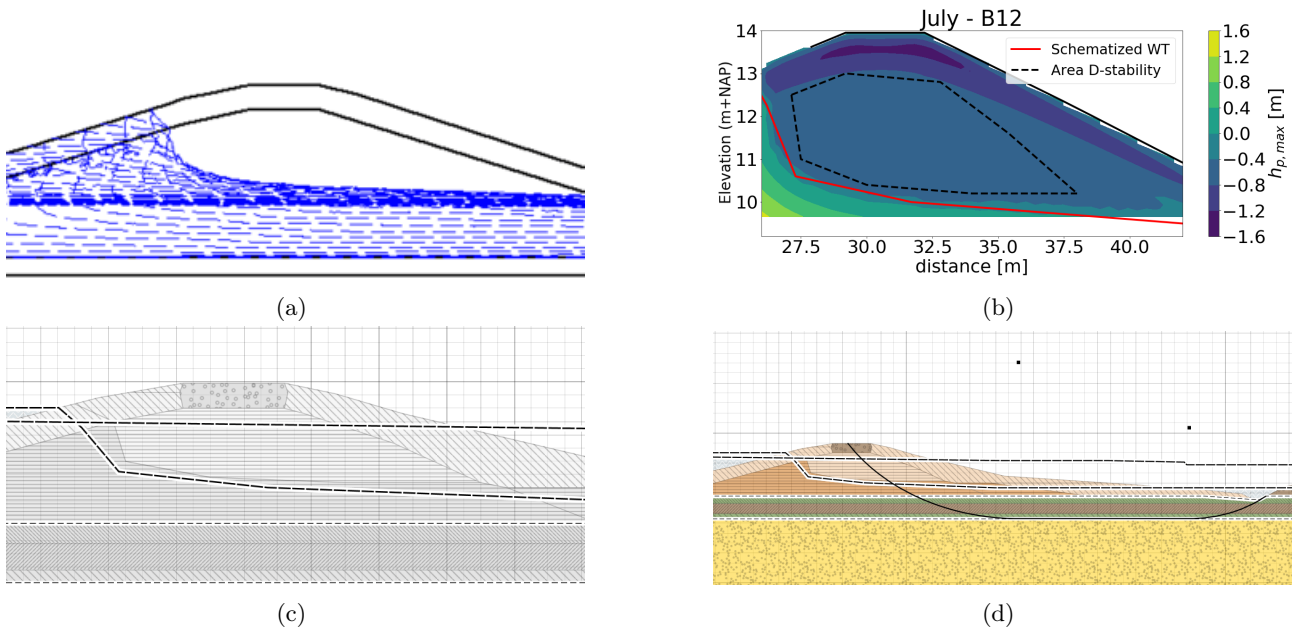 July - B12
Schematized WT
Area D-stability
Elevation (m+NAP)
14
13
12
11
10
27.5 30.0 32.5 35.0 37.5 40.0
distance [m]
1.6
1.2
0.8
0.4
0.0
−0.4
−0.8
−1.2
−1.6
h_{p, max} [m]
(a)
(b)
(c)
(d)